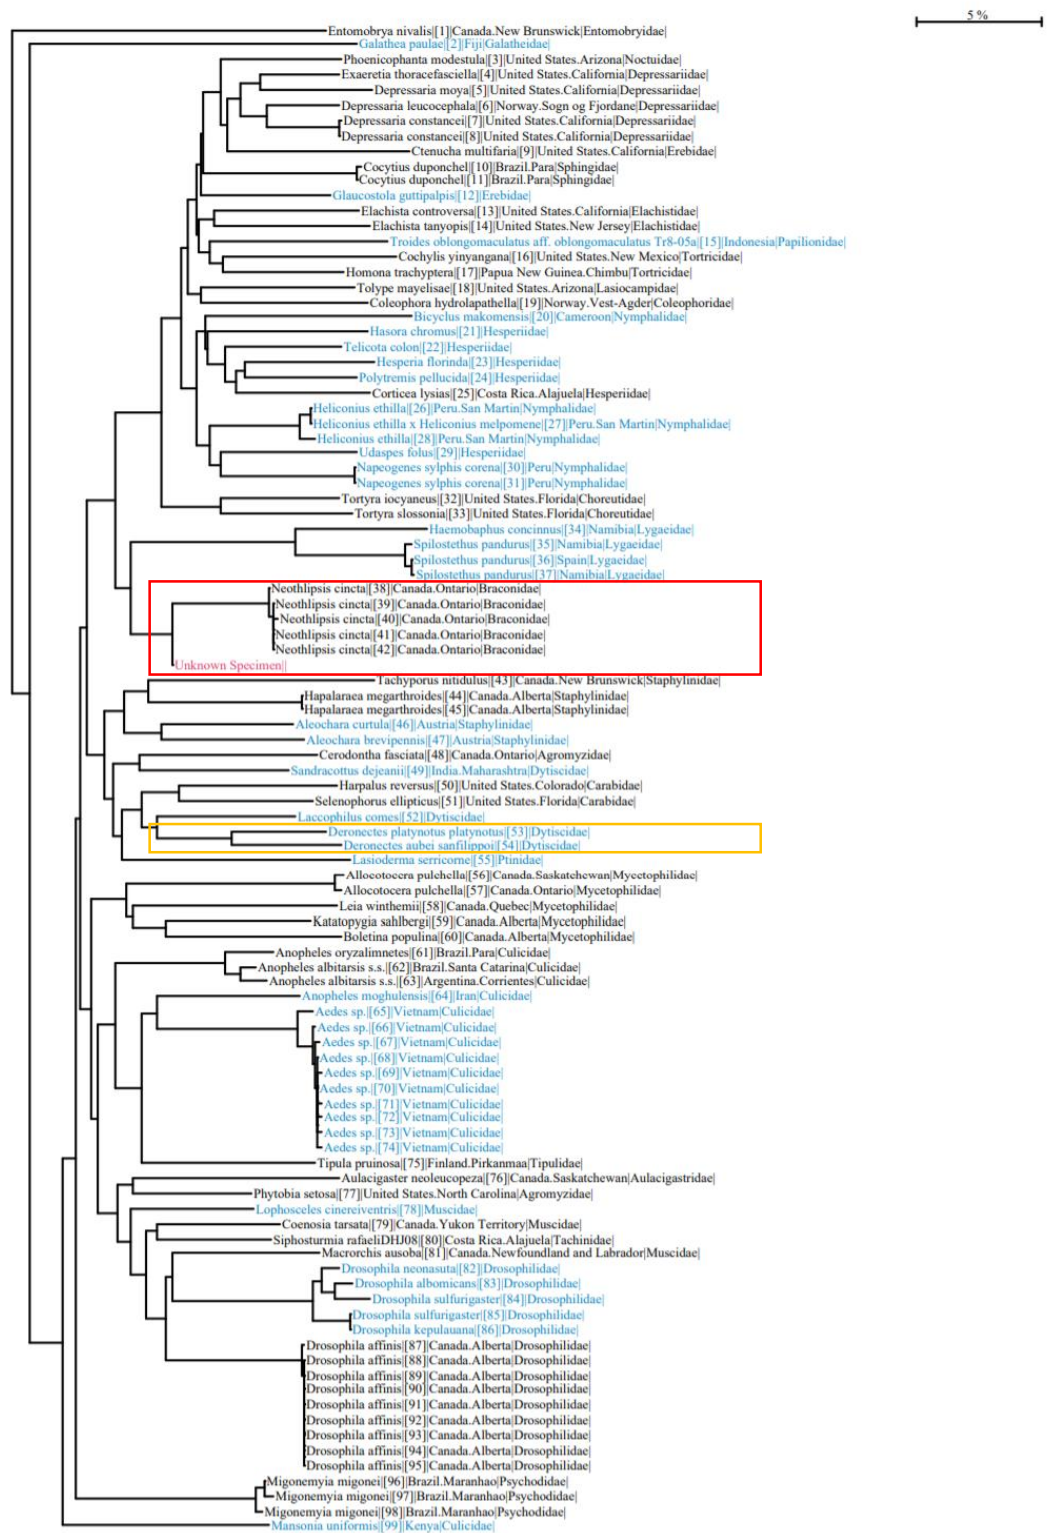 5 %
Entomobrya nivalis|[1]|Canada.New Brunswick|Entomobryidae|
Galathea paulae|[2]|Fiji|Galatheidae|
Phoenicophanta modestula|[3]|United States.Arizona|Noctuidae|
Exaeretia thoracefasciella|[4]|United States.California|Depressariidae|
Depressaria moya|[5]|United States.California|Depressariidae|
Depressaria leucocephala|[6]|Norway.Sogn og Fjordane|Depressariidae|
Depressaria constancei|[7]|United States.California|Depressariidae|
Depressaria constancei|[8]|United States.California|Depressariidae|
Ctenucha multifaria|[9]|United States.California|Erebidae|
Cocytius duponchel|[10]|Brazil.Para|Sphingidae|
Cocytius duponchel|[11]|Brazil.Para|Sphingidae|
Glaucostola guttipalpis|[12]|Erebidae|
Elachista controversa|[13]|United States.California|Elachistidae|
Elachista tanyopis|[14]|United States.New Jersey|Elachistidae|
Troides oblongomaculatus aff. oblongomaculatus Tr8-05a|[15]|Indonesia|Papilionidae|
Cochylis yinyangana|[16]|United States.New Mexico|Tortricidae|
Homona trachyptera|[17]|Papua New Guinea.Chimbu|Tortricidae|
Tolype mayelisae|[18]|United States.Arizona|Lasiocampidae|
Coleophora hydrolapathella|[19]|Norway.Vest-Agder|Coleophoridae|
Bicyclus makomensis|[20]|Cameroon|Nymphalidae|
Hasora chromus|[21]|Hesperiidae|
Telicota colon|[22]|Hesperiidae|
Hesperia florinda|[23]|Hesperiidae|
Polytremis pellucida|[24]|Hesperiidae|
Corticea lysias|[25]|Costa Rica.Alajuela|Hesperiidae|
Heliconius ethilla|[26]|Peru.San Martin|Nymphalidae|
Heliconius ethilla x Heliconius melpomene|[27]|Peru.San Martin|Nymphalidae|
Heliconius ethilla|[28]|Peru.San Martin|Nymphalidae|
Udaspes folus|[29]|Hesperiidae|
Napeogenes sylphis corena|[30]|Peru|Nymphalidae|
Napeogenes sylphis corena|[31]|Peru|Nymphalidae|
Tortyra iocyaneus|[32]|United States.Florida|Choreutidae|
Tortyra slossonia|[33]|United States.Florida|Choreutidae|
Haemobaphus concinnus|[34]|Namibia|Lygaeidae|
Spilostethus pandurus|[35]|Namibia|Lygaeidae|
Spilostethus pandurus|[36]|Spain|Lygaeidae|
Spilostethus pandurus|[37]|Namibia|Lygaeidae|
Neothlipsis cincta|[38]|Canada.Ontario|Braconidae|
Neothlipsis cincta|[39]|Canada.Ontario|Braconidae|
Neothlipsis cincta|[40]|Canada.Ontario|Braconidae|
Neothlipsis cincta|[41]|Canada.Ontario|Braconidae|
Neothlipsis cincta|[42]|Canada.Ontario|Braconidae|
Unknown Specimen||
Tachyporus nitidulus|[43]|Canada.New Brunswick|Staphylinidae|
Hapalaraea megarthroides|[44]|Canada.Alberta|Staphylinidae|
Hapalaraea megarthroides|[45]|Canada.Alberta|Staphylinidae|
Aleochara curtula|[46]|Austria|Staphylinidae|
Aleochara brevipennis|[47]|Austria|Staphylinidae|
Cerodontha fasciata|[48]|Canada.Ontario|Agromyzidae|
Sandracottus dejeanii|[49]|India.Maharashtra|Dytiscidae|
Harpalus reversus|[50]|United States.Colorado|Carabidae|
Selenophorus ellipticus|[51]|United States.Florida|Carabidae|
Laccophilus comes|[52]|Dytiscidae|
Deronectes platynotus platynotus|[53]|Dytiscidae|
Deronectes aubei sanfilippoi|[54]|Dytiscidae|
Lasioderma serricorne|[55]|Ptinidae|
Allocotocera pulchella|[56]|Canada.Saskatchewan|Mycetophilidae|
Allocotocera pulchella|[57]|Canada.Ontario|Mycetophilidae|
Leia winthemii|[58]|Canada.Quebec|Mycetophilidae|
Katatopygia sahlbergi|[59]|Canada.Alberta|Mycetophilidae|
Boletina populina|[60]|Canada.Alberta|Mycetophilidae|
Anopheles oryzalimnetes|[61]|Brazil.Para|Culicidae|
Anopheles albitarsis s.s.|[62]|Brazil.Santa Catarina|Culicidae|
Anopheles albitarsis s.s.|[63]|Argentina.Corrientes|Culicidae|
Anopheles moghulensis|[64]|Iran|Culicidae|
Aedes sp.|[65]|Vietnam|Culicidae|
Aedes sp.|[66]|Vietnam|Culicidae|
Aedes sp.|[67]|Vietnam|Culicidae|
Aedes sp.|[68]|Vietnam|Culicidae|
Aedes sp.|[69]|Vietnam|Culicidae|
Aedes sp.|[70]|Vietnam|Culicidae|
Aedes sp.|[71]|Vietnam|Culicidae|
Aedes sp.|[72]|Vietnam|Culicidae|
Aedes sp.|[73]|Vietnam|Culicidae|
Aedes sp.|[74]|Vietnam|Culicidae|
Tipula pruinosa|[75]|Finland.Pirkanmaa|Tipulidae|
Aulacigaster neoleucopeza|[76]|Canada.Saskatchewan|Aulacigastridae|
Phytobia setosa|[77]|United States.North Carolina|Agromyzidae|
Lophosceles cinereiventris|[78]|Muscidae|
Coenosia tarsata|[79]|Canada.Yukon Territory|Muscidae|
Siphosturmia rafaeliDHJ08|[80]|Costa Rica.Alajuela|Tachinidae|
Macrorchis ausoba|[81]|Canada.Newfoundland and Labrador|Muscidae|
Drosophila neonasuta|[82]|Drosophilidae|
Drosophila albomicans|[83]|Drosophilidae|
Drosophila sulfurigaster|[84]|Drosophilidae|
Drosophila sulfurigaster|[85]|Drosophilidae|
Drosophila kepulauana|[86]|Drosophilidae|
Drosophila affinis|[87]|Canada.Alberta|Drosophilidae|
Drosophila affinis|[88]|Canada.Alberta|Drosophilidae|
Drosophila affinis|[89]|Canada.Alberta|Drosophilidae|
Drosophila affinis|[90]|Canada.Alberta|Drosophilidae|
Drosophila affinis|[91]|Canada.Alberta|Drosophilidae|
Drosophila affinis|[92]|Canada.Alberta|Drosophilidae|
Drosophila affinis|[93]|Canada.Alberta|Drosophilidae|
Drosophila affinis|[94]|Canada.Alberta|Drosophilidae|
Drosophila affinis|[95]|Canada.Alberta|Drosophilidae|
Migonemyia migonei|[96]|Brazil.Maranhao|Psychodidae|
Migonemyia migonei|[97]|Brazil.Maranhao|Psychodidae|
Migonemyia migonei|[98]|Brazil.Maranhao|Psychodidae|
Mansonia uniformis|[99]|Kenya|Culicidae|